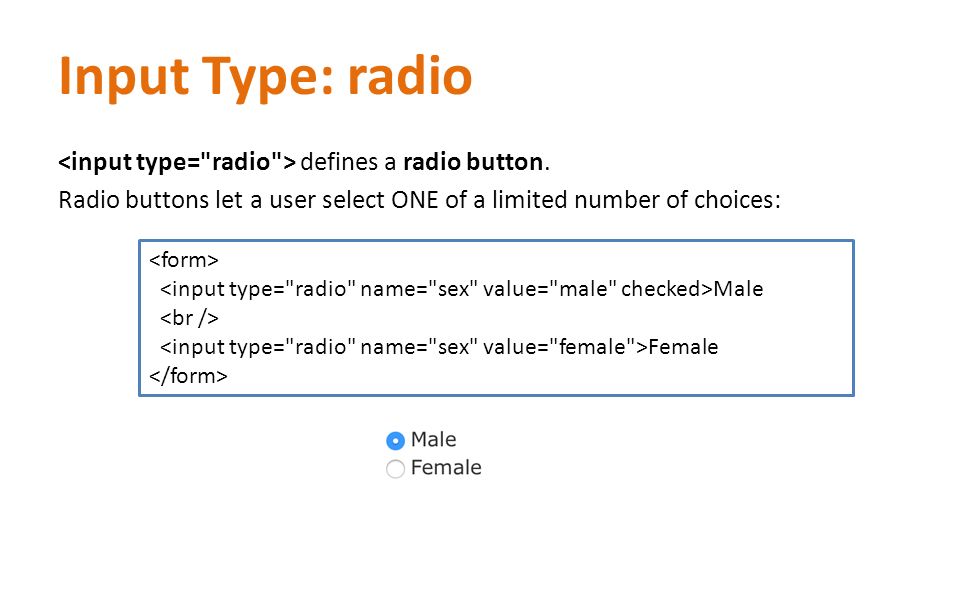 Input Type: radio
<input type="radio"> defines a radio button.
Radio buttons let a user select ONE of a limited number of choices:
<form>
<input type="radio" name="sex" value="male" checked>Male
<br />
<input type="radio" name="sex" value="female">Female
</form>
Male
Female